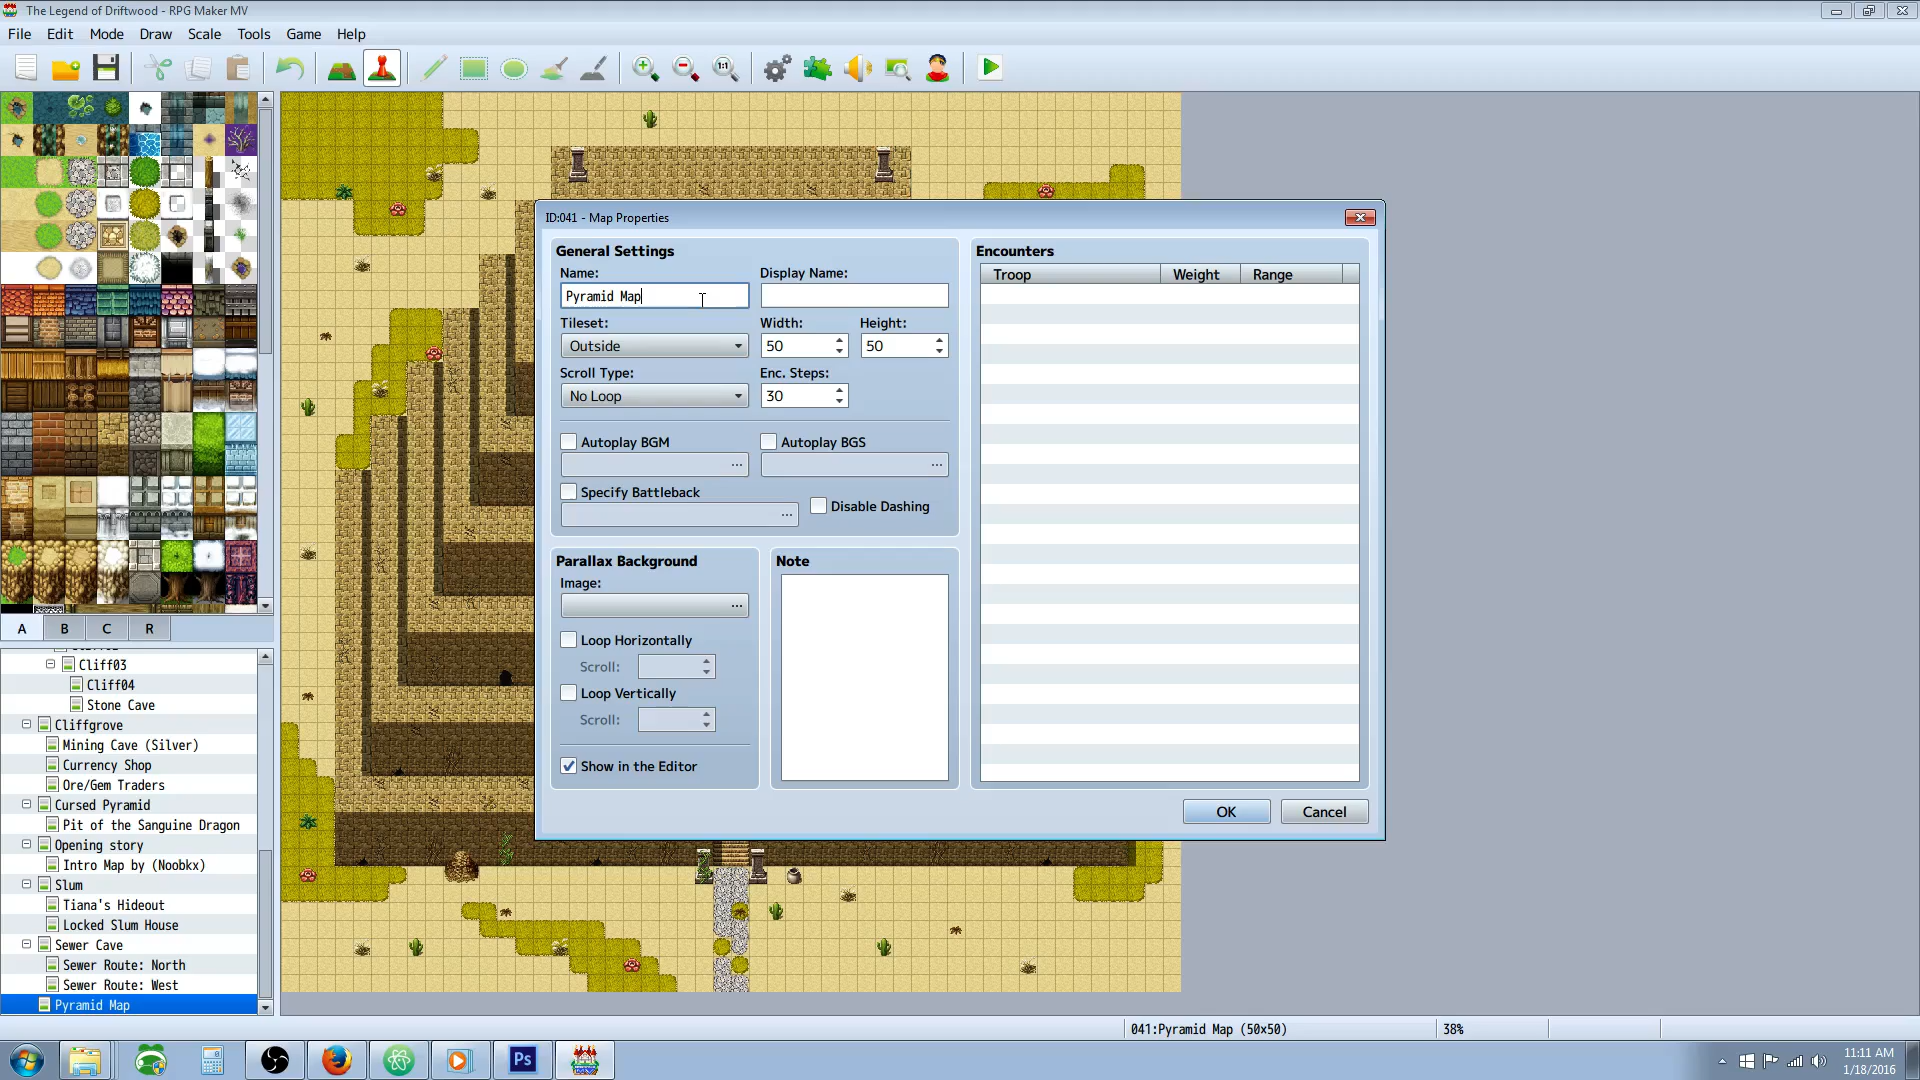 The Legend of Driftwood - RPG Maker MV
File Edit Mode Draw Scale Tools Game Help
1:1
ID:041 - Map Properties
General Settings
Name: Display Name:
Pyramid Map
Tileset: Width: Height:
Outside 50 50
Scroll Type: Enc. Steps:
No Loop 30
Autoplay BGM Autoplay BGS
... ...
Specify Battleback
... Disable Dashing
Parallax Background
Image:
...
Loop Horizontally
Scroll:
Loop Vertically
Scroll:
Show in the Editor
Note
Encounters
Troop Weight Range
OK Cancel
A B C R
Cliff03
Cliff04
Stone Cave
Cliffgrove
Mining Cave (Silver)
Currency Shop
Ore/Gem Traders
Cursed Pyramid
Pit of the Sanguine Dragon
Opening story
Intro Map by (Noobkx)
Slum
Tiana's Hideout
Locked Slum House
Sewer Cave
Sewer Route: North
Sewer Route: West
Pyramid Map
041:Pyramid Map (50x50) 38%
Ps
11:11 AM
1/18/2016